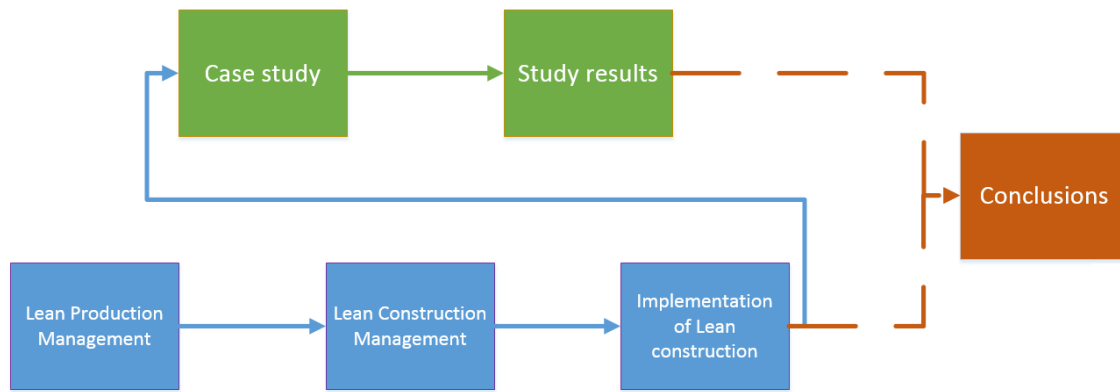 Case study
Study results
Conclusions
Lean Production
Management
Lean Construction
Management
Implementation
of Lean
construction